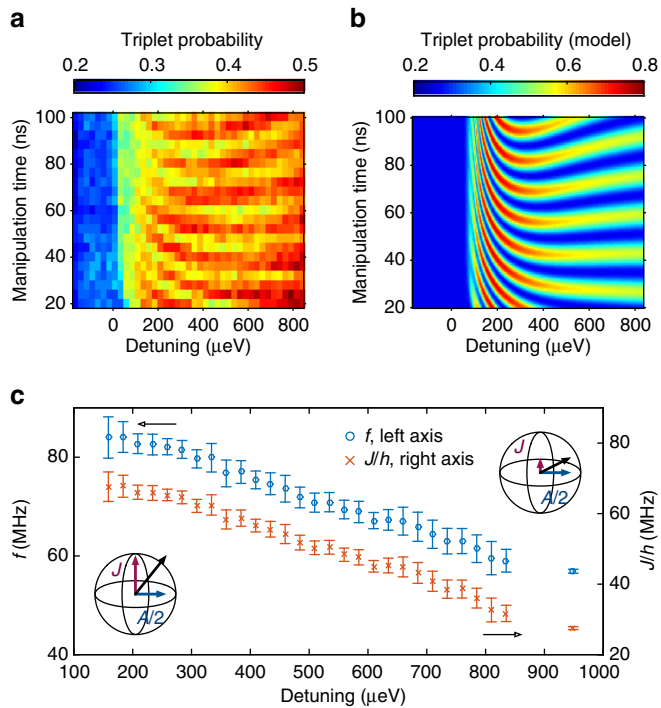 a
Triplet probability
0.2 0.3 0.4 0.5
100
80
60
40
20
Manipulation time (ns)
0 200 400 600 800
Detuning (μeV)
b
Triplet probability (model)
0.2 0.4 0.6 0.8
100
80
60
40
20
Manipulation time (ns)
0 200 400 600 800
Detuning (μeV)
c
f, left axis
J/h, right axis
80
60
40
f (MHz)
80
60
40
20
J/h (MHz)
J
A/2
J
A/2
100 200 300 400 500 600 700 800 900 1000
Detuning (μeV)